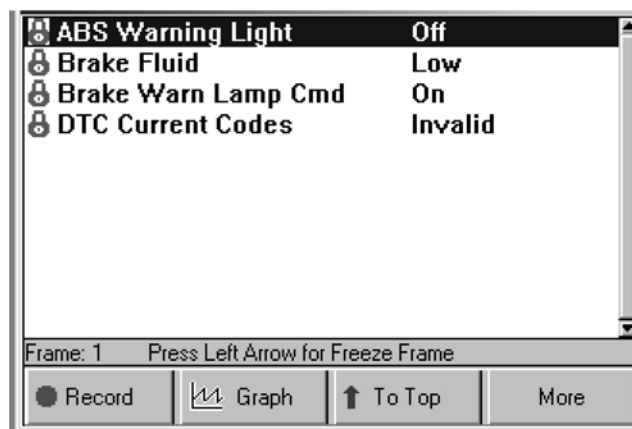 ABS Warning Light Off
Brake Fluid Low
Brake Warn Lamp Cmd On
DTC Current Codes Invalid
Frame: 1 Press Left Arrow for Freeze Frame
Record Graph To Top More